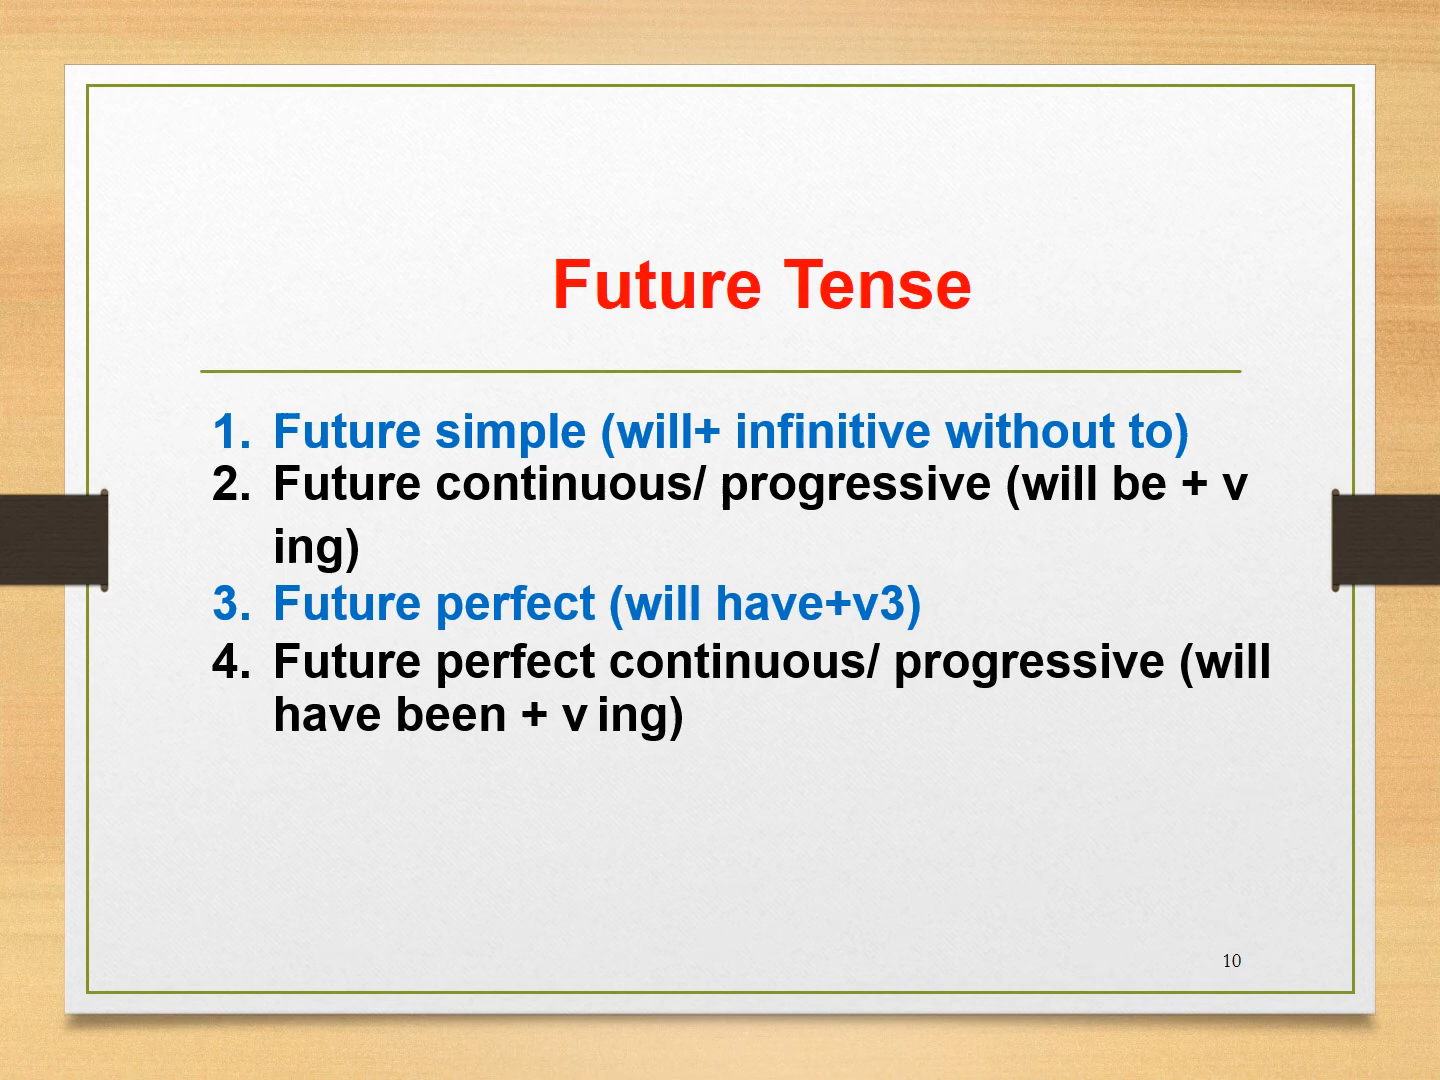 Future Tense
1. Future simple (will+ infinitive without to)
2. Future continuous/ progressive (will be + v
ing)
3. Future perfect (will have+v3)
4. Future perfect continuous/ progressive (will
have been + v ing)
10